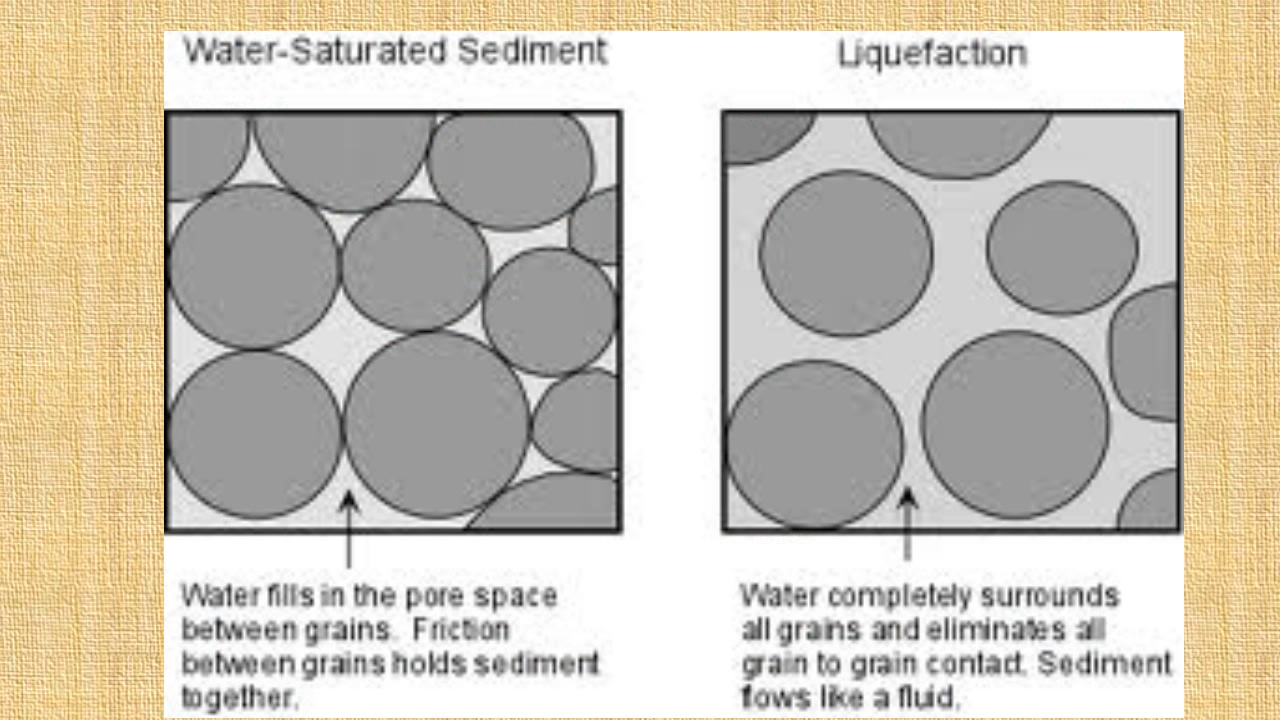 Water-Saturated Sediment
Liquefaction
Water fills in the pore space
between grains. Friction
between grains holds sediment
together.
Water completely surrounds
all grains and eliminates all
grain to grain contact. Sediment
flows like a fluid.